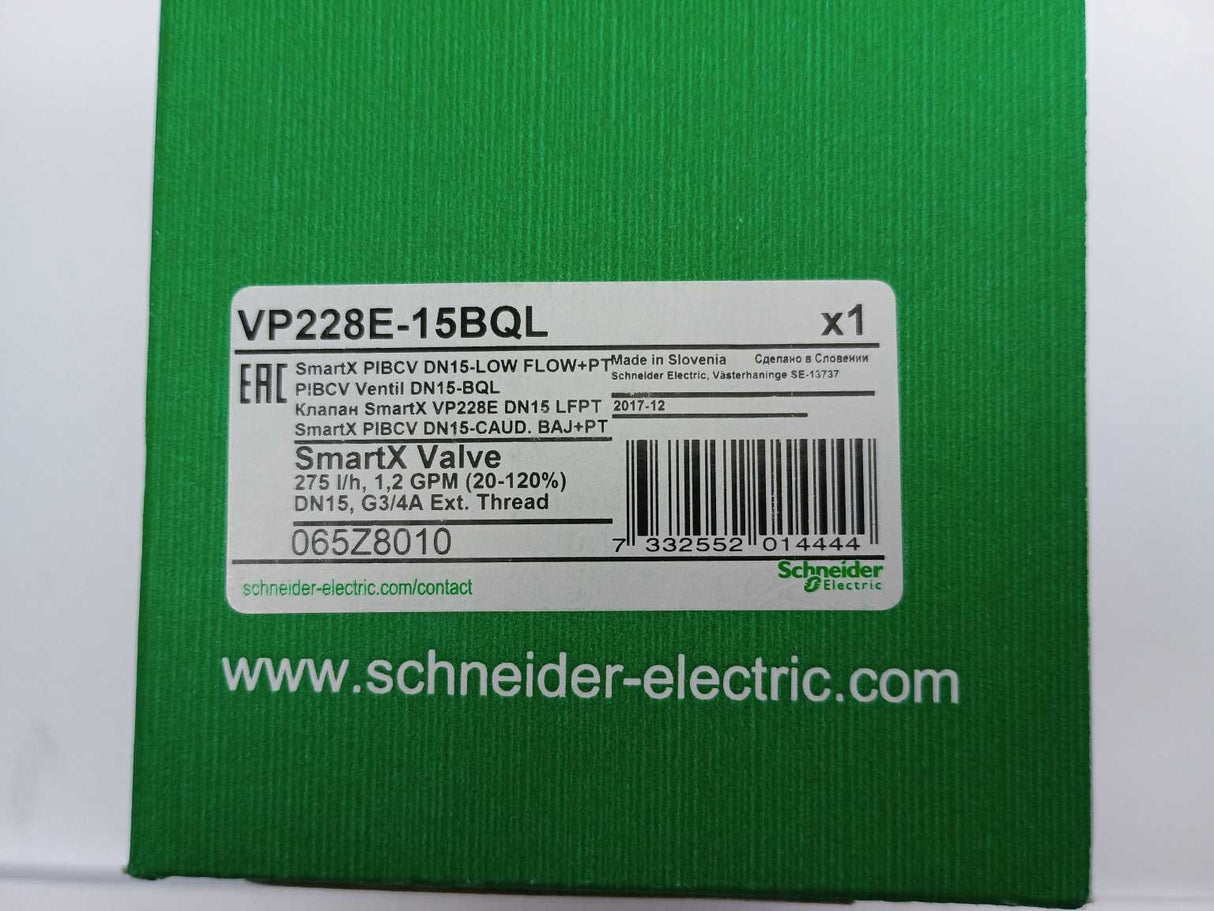 VP228E-15BQL x1
EAC
SmartX PIBCV DN15-LOW FLOW+PT
PIBCV Ventil DN15-BQL
Клапан SmartX VP228E DN15 LFPT
SmartX PIBCV DN15-CAUD. BAJ+PT
Made in Slovenia Сделано в Словении
Schneider Electric, Västerhaninge SE-13737
2017-12
SmartX Valve
275 l/h, 1,2 GPM (20-120%)
DN15, G3/4A Ext. Thread
065Z8010
7 332552 014444
schneider-electric.com/contact
Schneider
Electric
www.schneider-electric.com